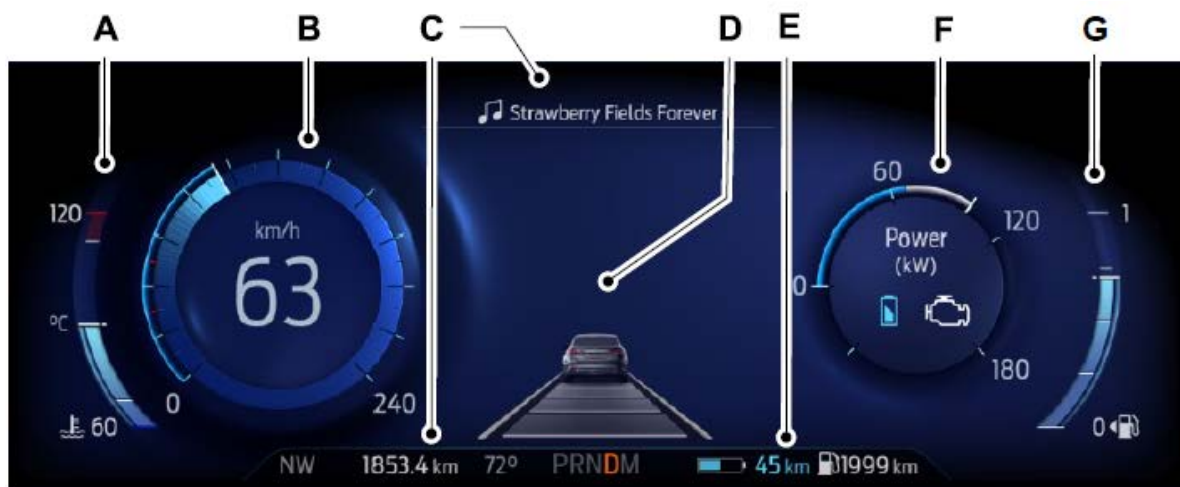 A B C D E F G
Strawberry Fields Forever
120
°C
60
km/h
63
0
240
60
120
Power
(kW)
0
180
1
0
NW 1853.4 km 72° PRNDM 45 km 1999 km